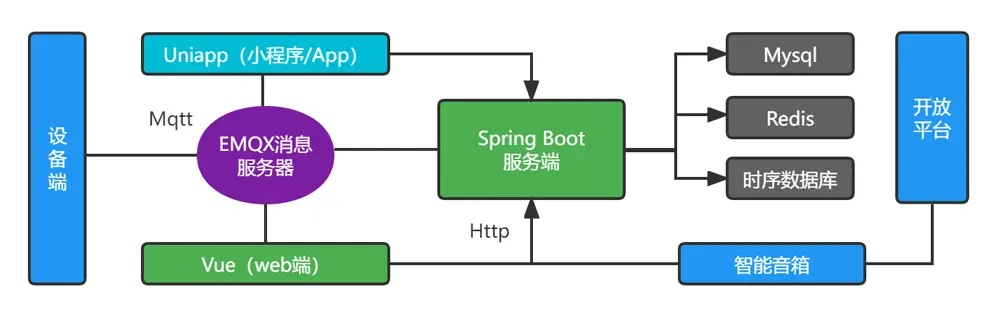 设
备
端
Uniapp（小程序/App）
Mqtt
EMQX消息
服务器
Vue（web端）
Spring Boot
服务端
Http
Mysql
Redis
时序数据库
智能音箱
开放
平台